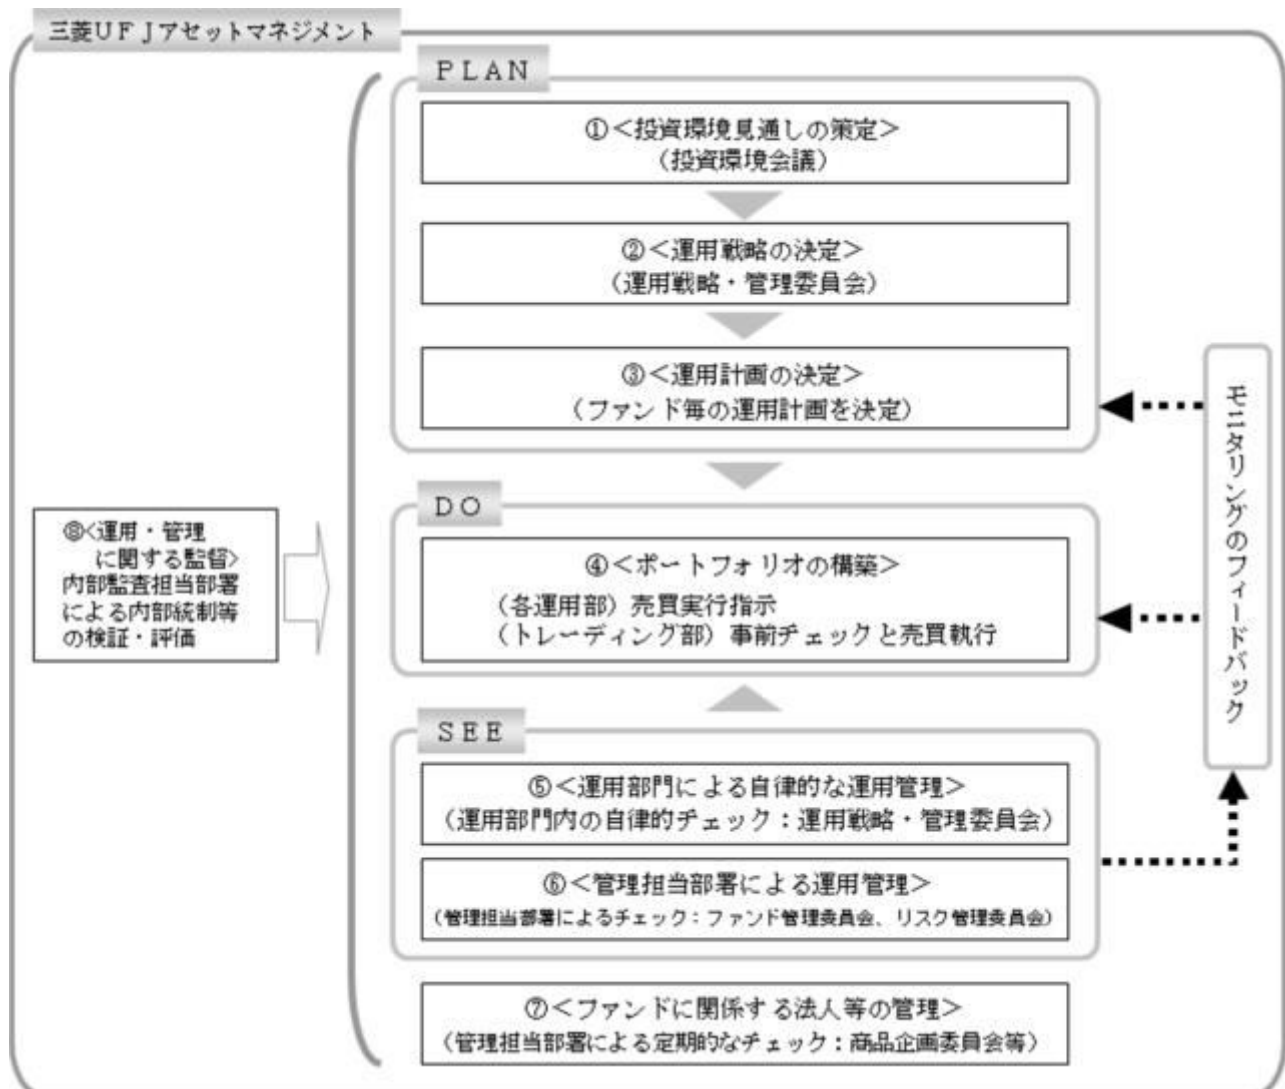 三菱ＵＦＪアセットマネジメント
ＰＬＡＮ
①＜投資環境見通しの策定＞
（投資環境会議）
②＜運用戦略の決定＞
（運用戦略・管理委員会）
③＜運用計画の決定＞
（ファンド毎の運用計画を決定）
ＤＯ
④＜ポートフォリオの構築＞
（各運用部）売買実行指示
（トレーディング部）事前チェックと売買執行
ＳＥＥ
⑤＜運用部門による自律的な運用管理＞
（運用部門内の自律的チェック：運用戦略・管理委員会）
⑥＜管理担当部署による運用管理＞
（管理担当部署によるチェック：ファンド管理委員会、リスク管理委員会）
⑦＜ファンドに関係する法人等の管理＞
（管理担当部署による定期的なチェック：商品企画委員会等）
⑧<運用・管理
に関する監督>
内部監査担当部署
による内部統制等
の検証・評価
モニタリングのフィードバック